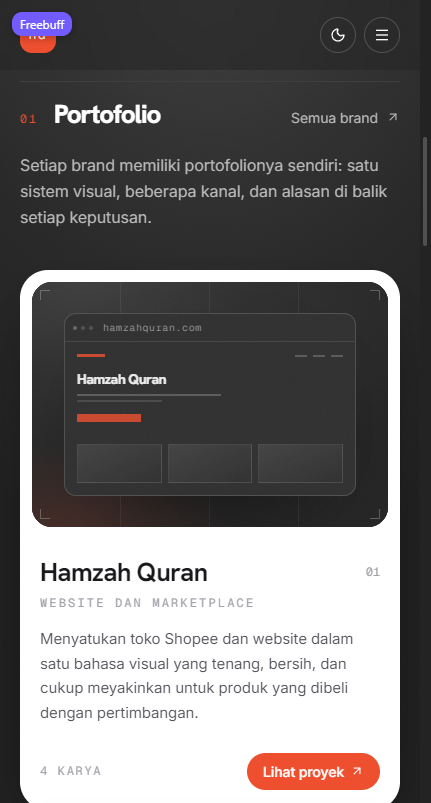 Freebuff
01 Portofolio
Semua brand
Setiap brand memiliki portofolionya sendiri: satu
sistem visual, beberapa kanal, dan alasan di balik
setiap keputusan.
hamzahquran.com
Hamzah Quran
Hamzah Quran
01
WEBSITE DAN MARKETPLACE
Menyatukan toko Shopee dan website dalam
satu bahasa visual yang tenang, bersih, dan
cukup meyakinkan untuk produk yang dibeli
dengan pertimbangan.
4 KARYA
Lihat proyek